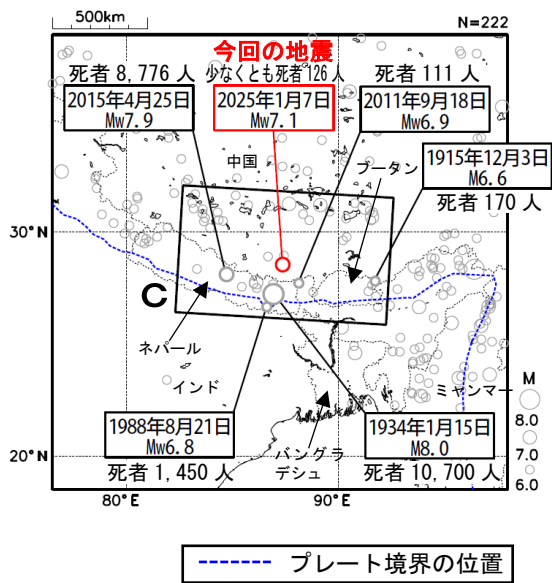 500km
N=222
今回の地震
死者 8,776 人
少なくとも死者126人
死者 111 人
2015年4月25日
Mw7.9
2025年1月7日
Mw7.1
2011年9月18日
Mw6.9
中国
ブータン
1915年12月3日
M6.6
死者 170 人
30°N
C
ネパール
インド
ミャンマー
M
8.0
7.0
6.0
1988年8月21日
Mw6.8
死者 1,450 人
バングラ
デシュ
1934年1月15日
M8.0
死者 10,700 人
20°N
80°E
90°E
プレート境界の位置